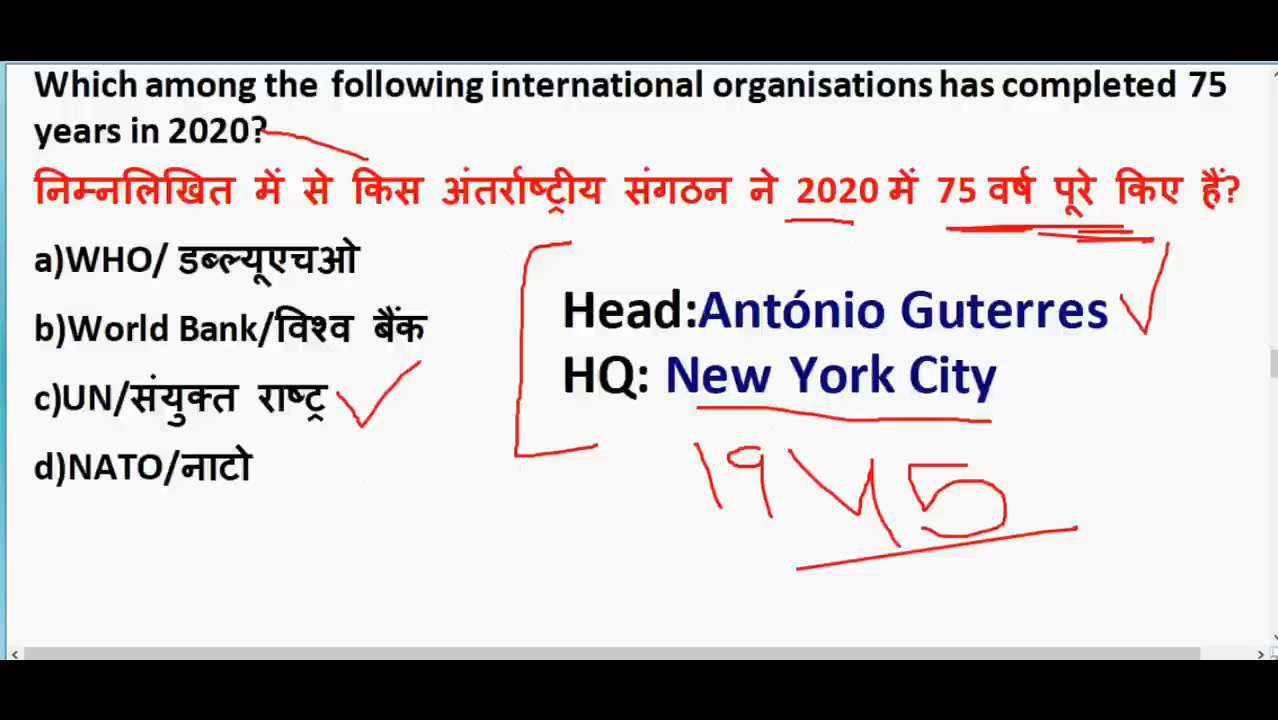 Which among the following international organisations has completed 75
years in 2020?
निम्नलिखित में से किस अंतर्राष्ट्रीय संगठन ने 2020 में 75 वर्ष पूरे किए हैं?
a)WHO/ डब्ल्यूएचओ
b)World Bank/विश्व बैंक
c)UN/संयुक्त राष्ट्र
d)NATO/नाटो
Head:António Guterres
HQ: New York City
1945